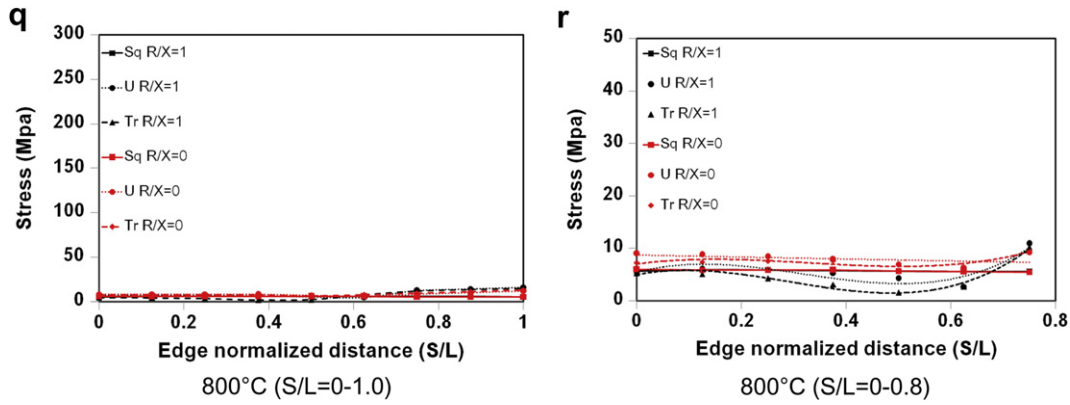 q
300
250
200
150
100
50
0
Stress (Mpa)
Sq R/X=1
U R/X=1
Tr R/X=1
Sq R/X=0
U R/X=0
Tr R/X=0
0 0.2 0.4 0.6 0.8 1
Edge normalized distance (S/L)
800°C (S/L=0-1.0)
r
50
40
30
20
10
0
Stress (Mpa)
Sq R/X=1
U R/X=1
Tr R/X=1
Sq R/X=0
U R/X=0
Tr R/X=0
0 0.2 0.4 0.6 0.8
Edge normalized distance (S/L)
800°C (S/L=0-0.8)